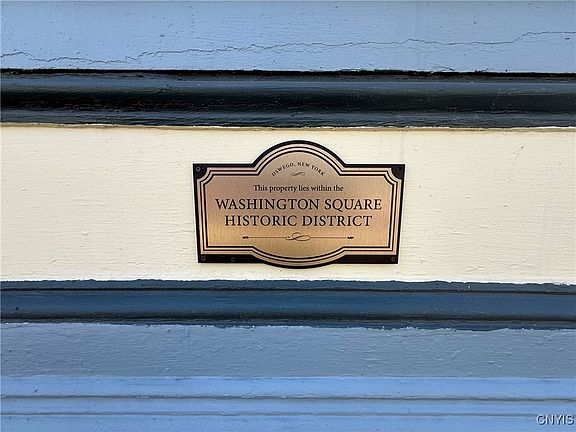 OSWEGO, NEW YORK
This property lies within the
WASHINGTON SQUARE
HISTORIC DISTRICT
CNYIS